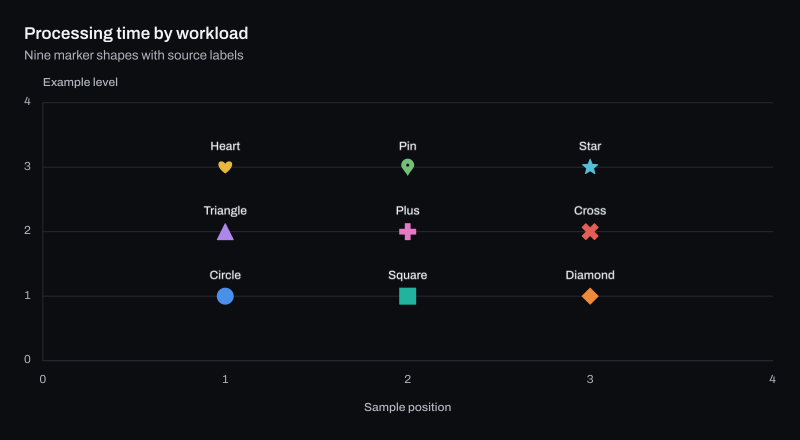 Processing time by workload
Nine marker shapes with source labels
Example level
4
Heart Pin Star
3
Triangle Plus Cross
2
Circle Square Diamond
1
0
0 1 2 3 4
Sample position